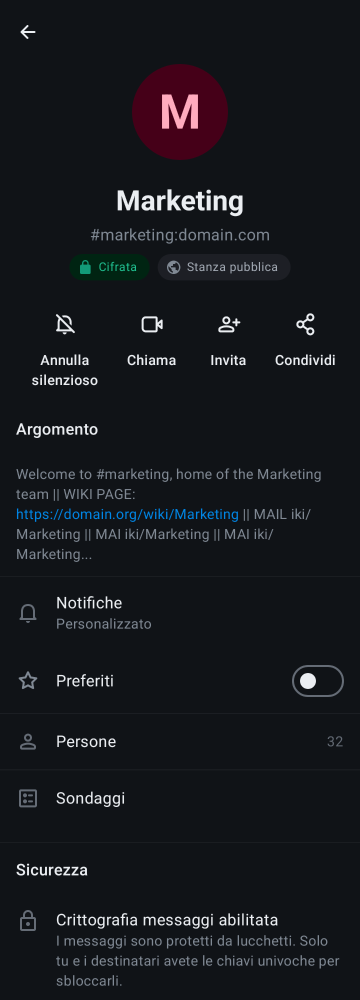 M
Marketing
#marketing:domain.com
Cifrata
Stanza pubblica
Annulla silenzioso
Chiama
Invita
Condividi
Argomento
Welcome to #marketing, home of the Marketing
team || WIKI PAGE:
https://domain.org/wiki/Marketing || MAIL iki/
Marketing || MAI iki/Marketing || MAI iki/
Marketing...
Notifiche
Personalizzato
Preferiti
Persone
32
Sondaggi
Sicurezza
Crittografia messaggi abilitata
I messaggi sono protetti da lucchetti. Solo
tu e i destinatari avete le chiavi univoche per
sbloccarli.